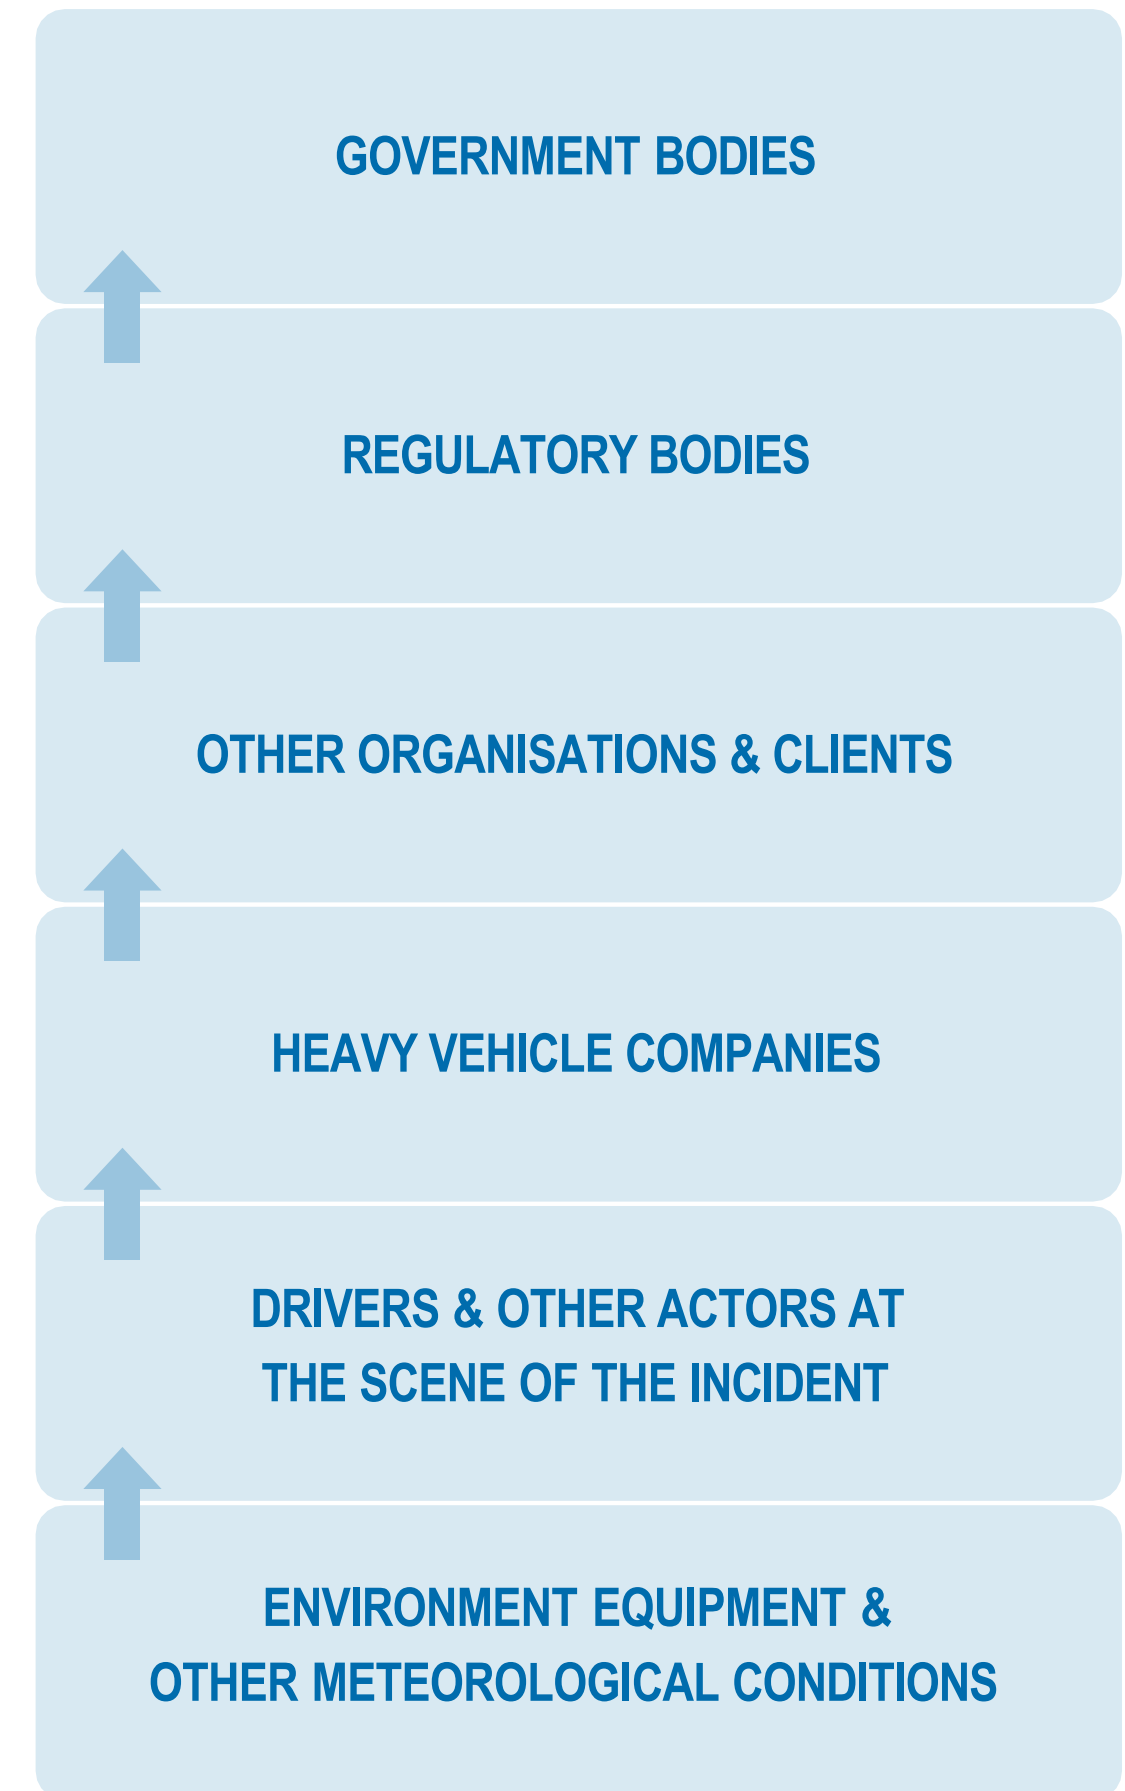 GOVERNMENT BODIES
REGULATORY BODIES
OTHER ORGANISATIONS & CLIENTS
HEAVY VEHICLE COMPANIES
DRIVERS & OTHER ACTORS AT
THE SCENE OF THE INCIDENT
ENVIRONMENT EQUIPMENT &
OTHER METEOROLOGICAL CONDITIONS